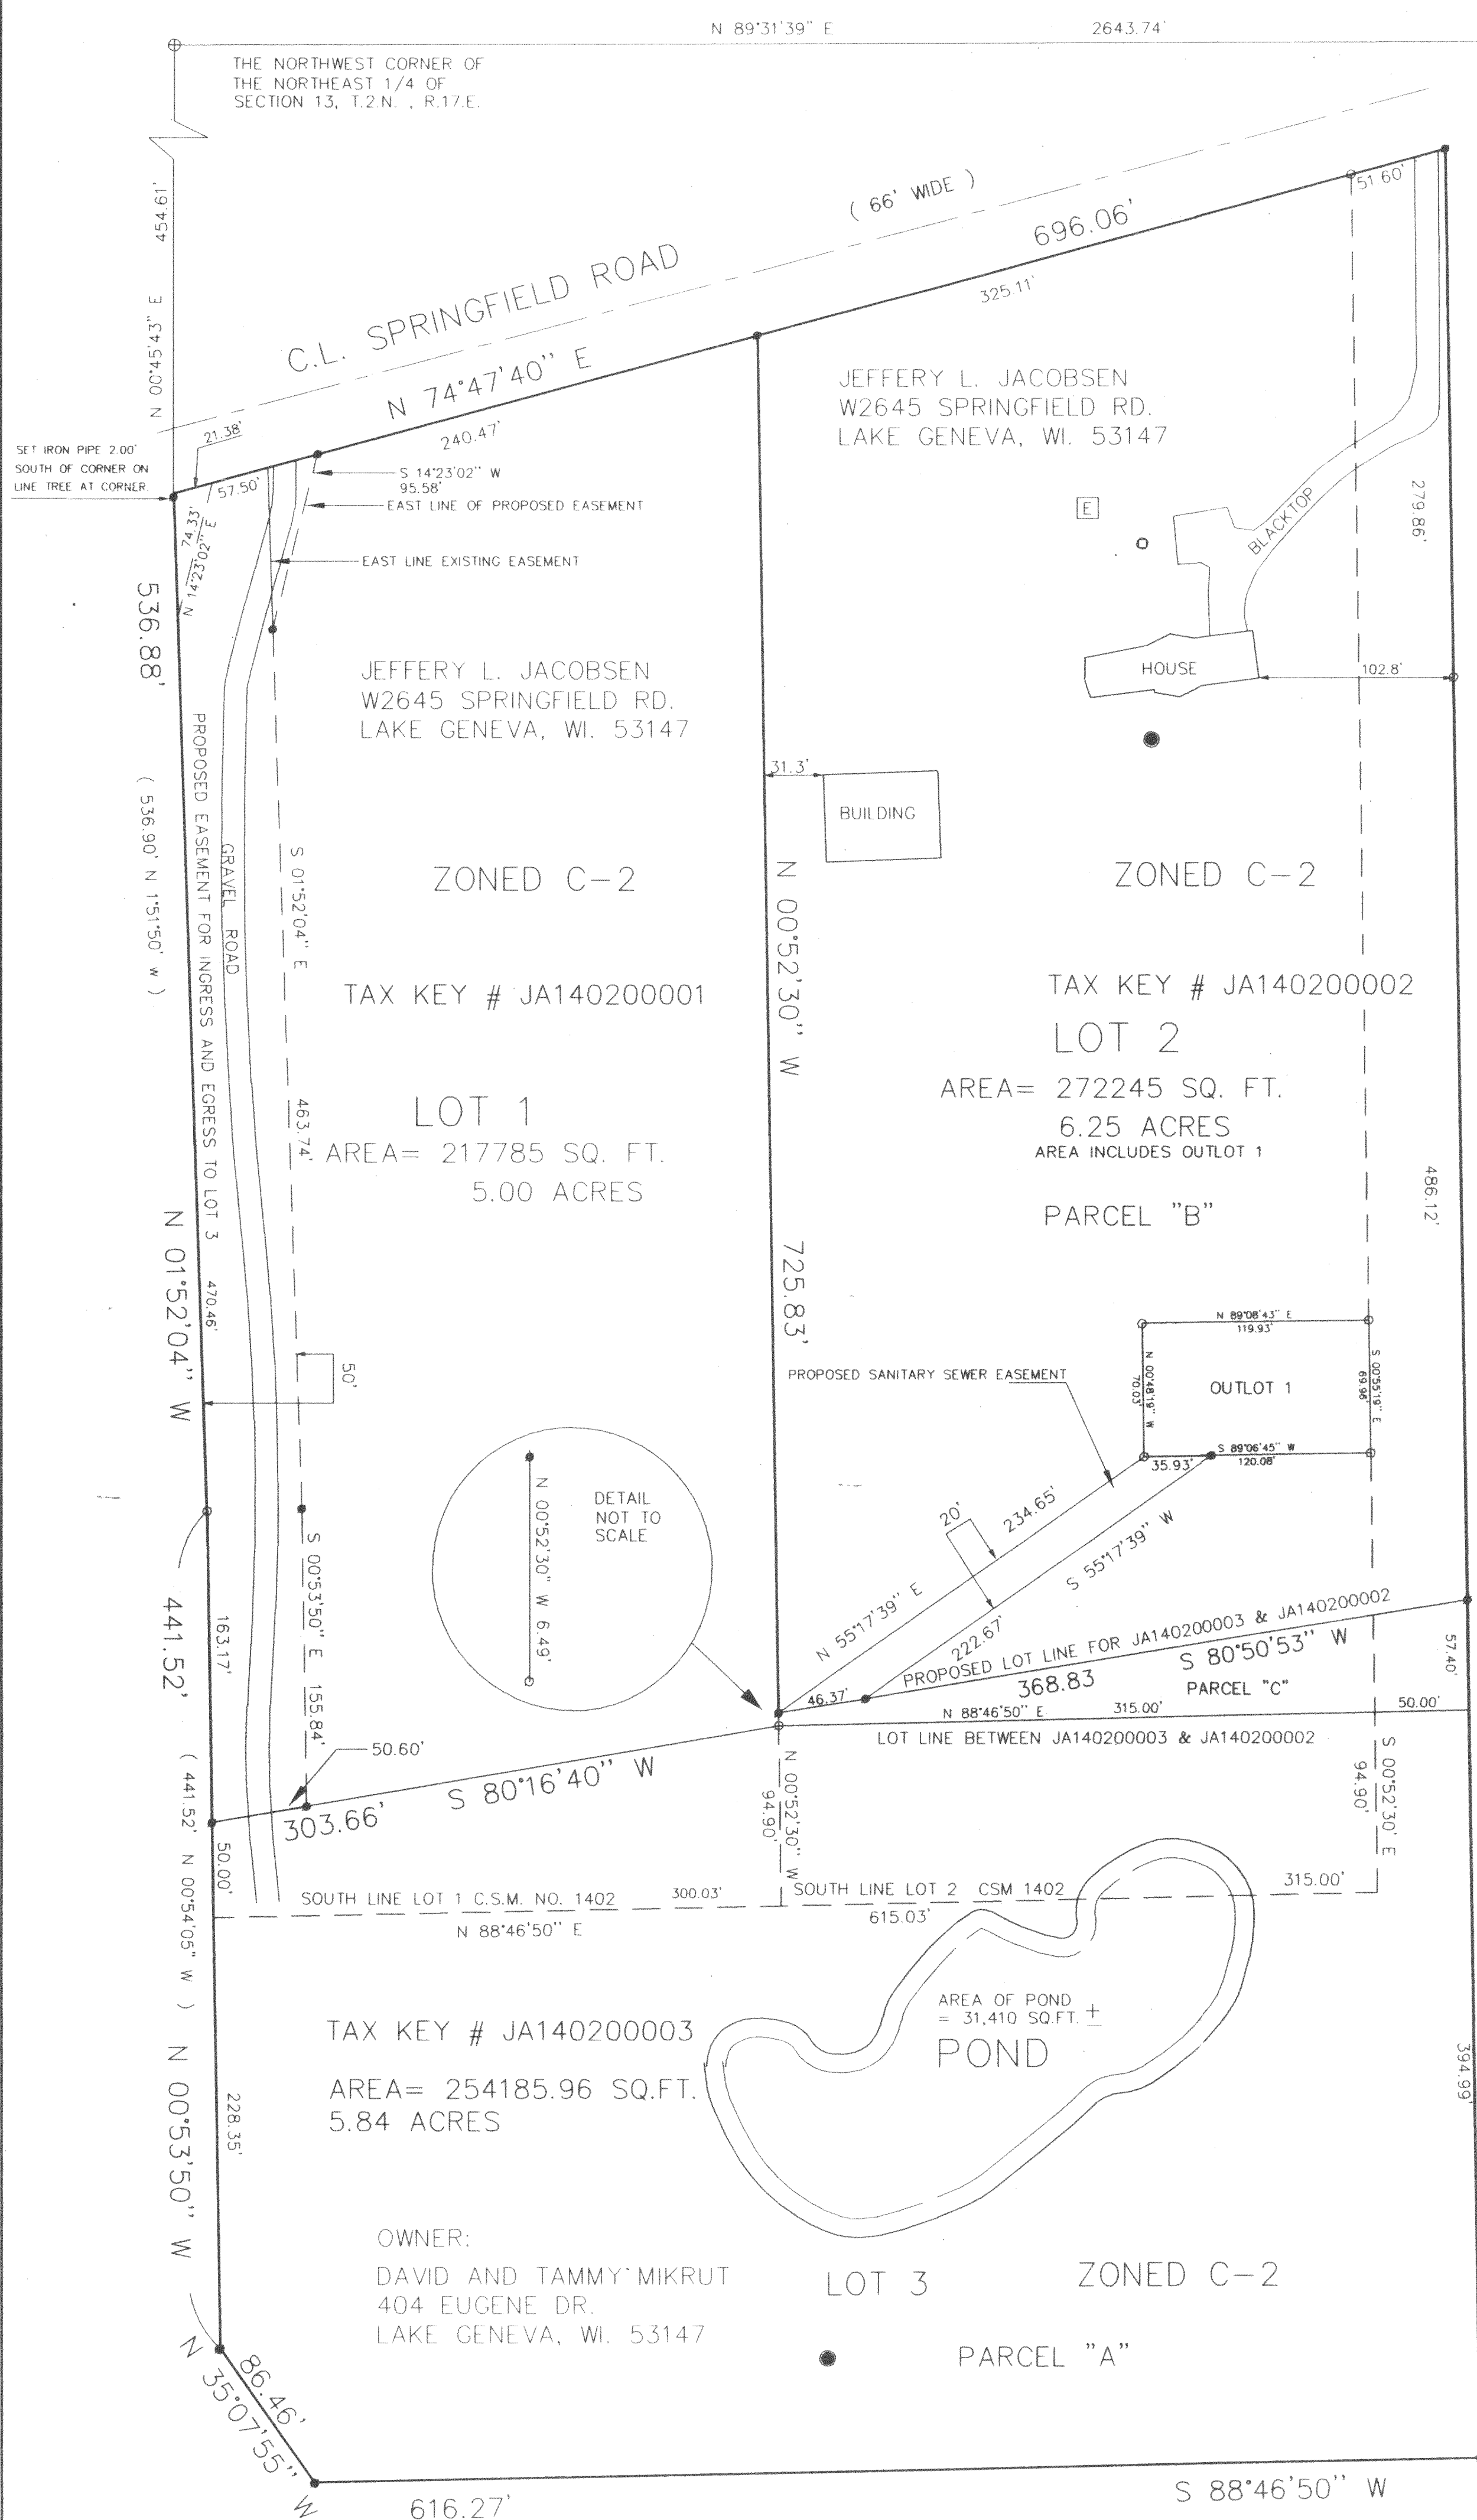 N 89°31'39" E 2643.74'
THE NORTHWEST CORNER OF
THE NORTHEAST 1/4 OF
SECTION 13, T.2.N. , R.17.E.
454.61'
N 00°45'43" E
( 66' WIDE )
C.L. SPRINGFIELD ROAD
696.06'
51.60'
325.11'
N 74°47'40" E
240.47'
21.38'
57.50'
SET IRON PIPE 2.00'
SOUTH OF CORNER ON
LINE TREE AT CORNER.
S 14°23'02" W
95.58'
EAST LINE OF PROPOSED EASEMENT
EAST LINE EXISTING EASEMENT
74.33'
N 14°23'02" E
536.88'
( 536.90' N 1°51'50' W )
JEFFERY L. JACOBSEN
W2645 SPRINGFIELD RD.
LAKE GENEVA, WI. 53147
JEFFERY L. JACOBSEN
W2645 SPRINGFIELD RD.
LAKE GENEVA, WI. 53147
E
BLACKTOP
279.86'
HOUSE
102.8'
31.3'
BUILDING
PROPOSED EASEMENT FOR INGRESS AND EGRESS TO LOT 3
GRAVEL ROAD
S 01°52'04" E
463.74'
ZONED C-2
TAX KEY # JA140200001
LOT 1
AREA= 217785 SQ. FT.
5.00 ACRES
N 00°52'30" W
725.83'
ZONED C-2
TAX KEY # JA140200002
LOT 2
AREA= 272245 SQ. FT.
6.25 ACRES
AREA INCLUDES OUTLOT 1
PARCEL "B"
486.12'
N 01°52'04" W
470.46'
50'
N 89°08'43" E
119.93'
N 00°48'19" W
70.03'
OUTLOT 1
S 00°55'19" E
69.96'
S 89°06'45" W
120.08'
35.93'
PROPOSED SANITARY SEWER EASEMENT
DETAIL
NOT TO
SCALE
N 00°52'30" W 6.49'
20'
234.65'
N 55°17'39" E
S 55°17'39" W
222.67'
PROPOSED LOT LINE FOR JA140200003 & JA140200002
46.37'
368.83
S 80°50'53" W
PARCEL "C"
57.40'
N 88°46'50" E 315.00'
50.00'
LOT LINE BETWEEN JA140200003 & JA140200002
441.52'
163.17'
S 00°53'50" E 155.84'
50.60'
S 80°16'40" W
303.66'
( 441.52' N 00°54'05" W )
50.00'
N 00°52'30" W
94.90'
S 00°52'30' E
94.90'
SOUTH LINE LOT 1 C.S.M. NO. 1402
300.03'
SOUTH LINE LOT 2 CSM 1402
315.00'
N 88°46'50" E
615.03'
TAX KEY # JA140200003
AREA= 254185.96 SQ.FT.
5.84 ACRES
AREA OF POND
= 31,410 SQ.FT. ±
POND
394.99'
N 00°53'50" W
228.35'
OWNER:
DAVID AND TAMMY MIKRUT
404 EUGENE DR.
LAKE GENEVA, WI. 53147
LOT 3
ZONED C-2
PARCEL "A"
86.46'
N 35°07'55" W
616.27'
S 88°46'50" W